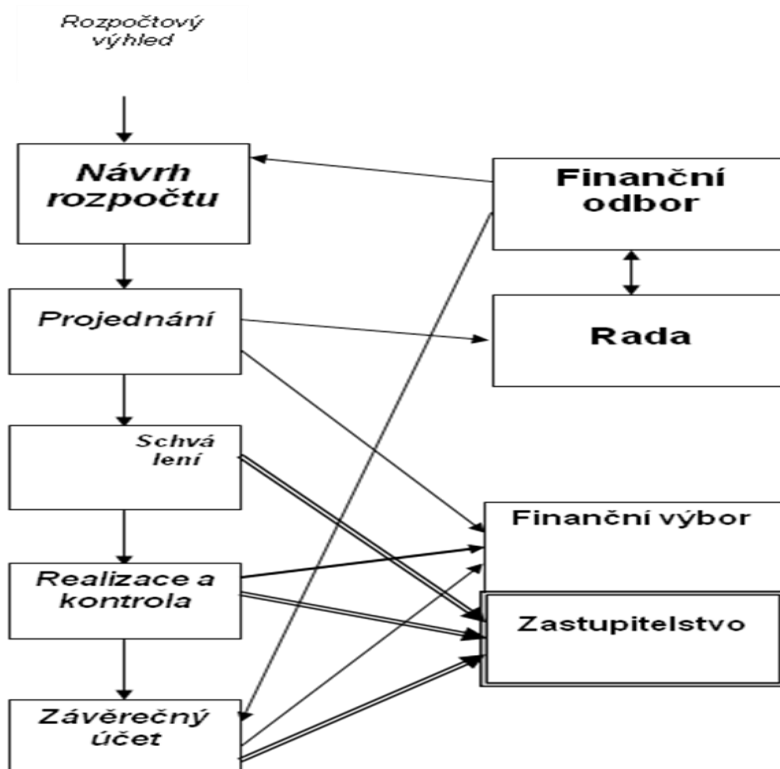 Rozpočtový
výhled
Návrh
rozpočtu
Finanční
odbor
Projednání
Rada
Schvá
lení
Finanční výbor
Realizace a
kontrola
Zastupitelstvo
Závěrečný
účet